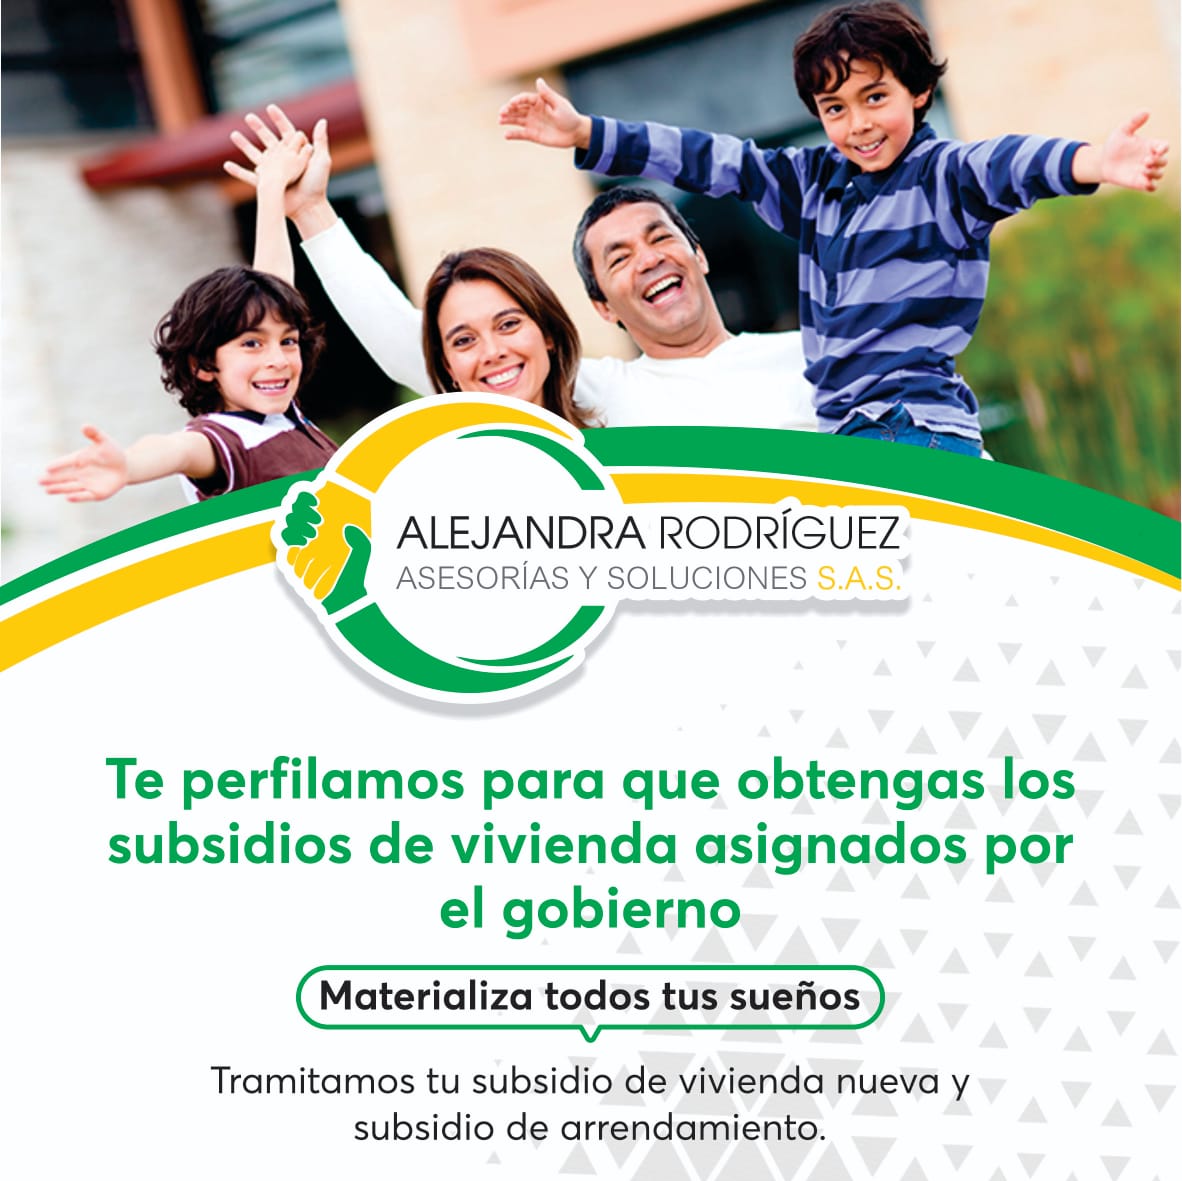 ALEJANDRA RODRÍGUEZ
ASESORÍAS Y SOLUCIONES S.A.S.
Te perfilamos para que obtengas los
subsidios de vivienda asignados por
el gobierno
Materializa todos tus sueños
Tramitamos tu subsidio de vivienda nueva y
subsidio de arrendamiento.